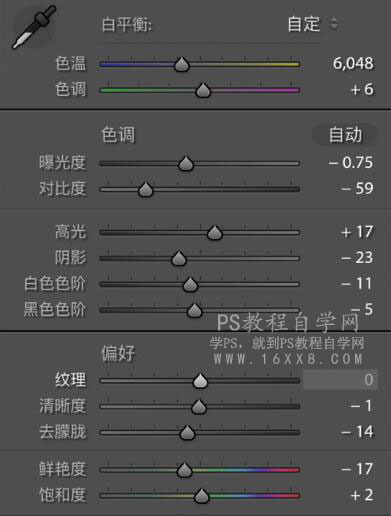 白平衡: 自定
色温 6,048
色调 + 6
色调 自动
曝光度 – 0.75
对比度 – 59
高光 + 17
阴影 – 23
白色色阶 – 11
黑色色阶 – 5
PS教程自学网
学PS，就到PS教程自学网
WWW.16XX8.COM
偏好
纹理 0
清晰度 – 1
去朦胧 – 14
鲜艳度 – 17
饱和度 + 2